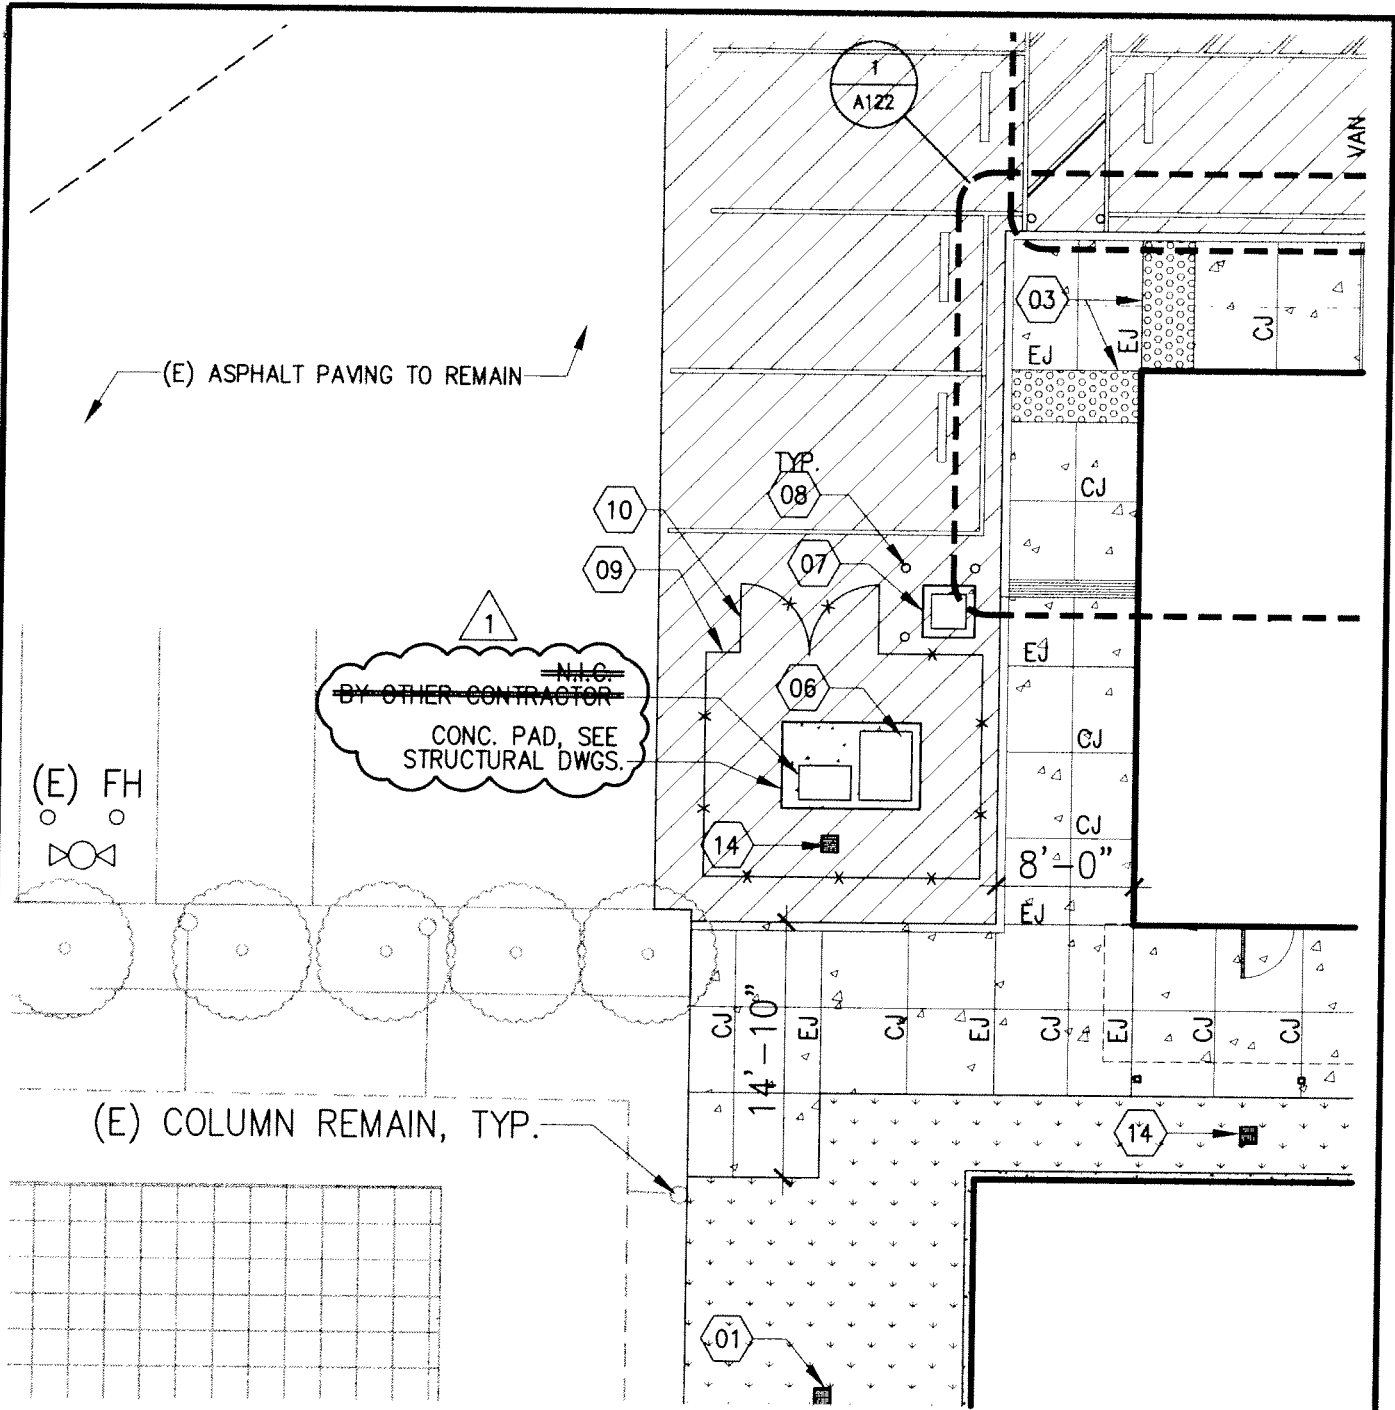 1
A122
VAN
03
EJ
EJ
CJ
(E) ASPHALT PAVING TO REMAIN
TYP.
08
CJ
10
07
09
1
N.I.C.
BY OTHER CONTRACTOR
CONC. PAD, SEE
STRUCTURAL DWGS.
06
EJ
CJ
(E) FH
CJ
14
8'-0"
EJ
CJ
14'-10"
EJ
CJ
EJ
CJ
EJ
CJ
CJ
(E) COLUMN REMAIN, TYP.
14
01